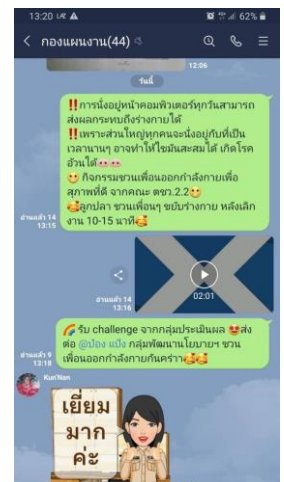 13:20
62%
กองแผนงาน(44)
12:06
วันนี้
‼️การนั่งอยู่หน้าคอมพิวเตอร์ทุกวันสามารถ
ส่งผลกระทบถึงร่างกายได้
‼️เพราะส่วนใหญ่ทุกคนจะนั่งอยู่กับที่เป็น
เวลานานๆ อาจทำให้ไขมันสะสมได้ เกิดโรค
อ้วนได้
กิจกรรมชวนเพื่อนออกกำลังกายเพื่อ
สุภาพที่ดี จากคณะ ตชว.2.2
ลูกปลา ชวนเพื่อนๆ ขยับร่างกาย หลังเลิก
งาน 10-15 นาที
อ่านแล้ว 14
13:15
02:01
อ่านแล้ว 14
13:16
รับ challenge จากกลุ่มประเมินผล ส่ง
ต่อ @ป๋อง แป้ง กลุ่มพัฒนานโยบายฯ ชวน
เพื่อนออกกำลังกายกันคร่าา
อ่านแล้ว 9
13:18
Kun'Nan
เยี่ยม
มาก
ค่ะ